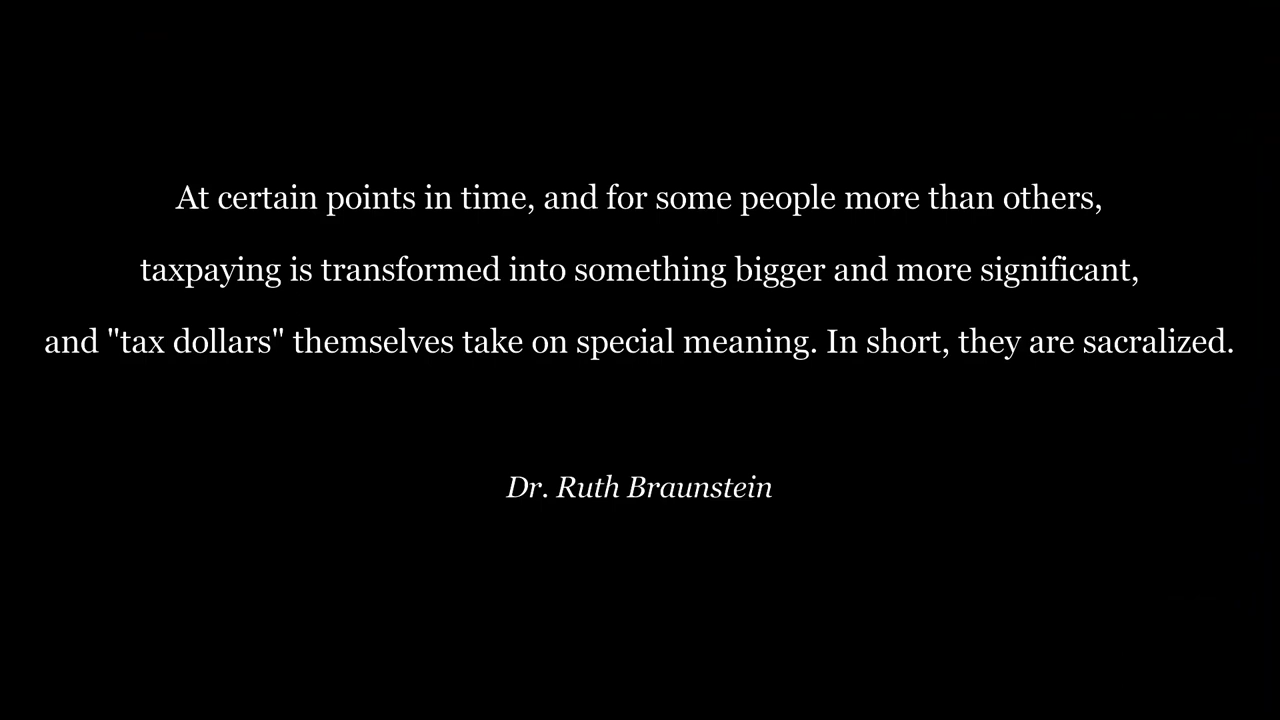 At certain points in time, and for some people more than others,
taxpaying is transformed into something bigger and more significant,
and "tax dollars" themselves take on special meaning. In short, they are sacralized.
Dr. Ruth Braunstein